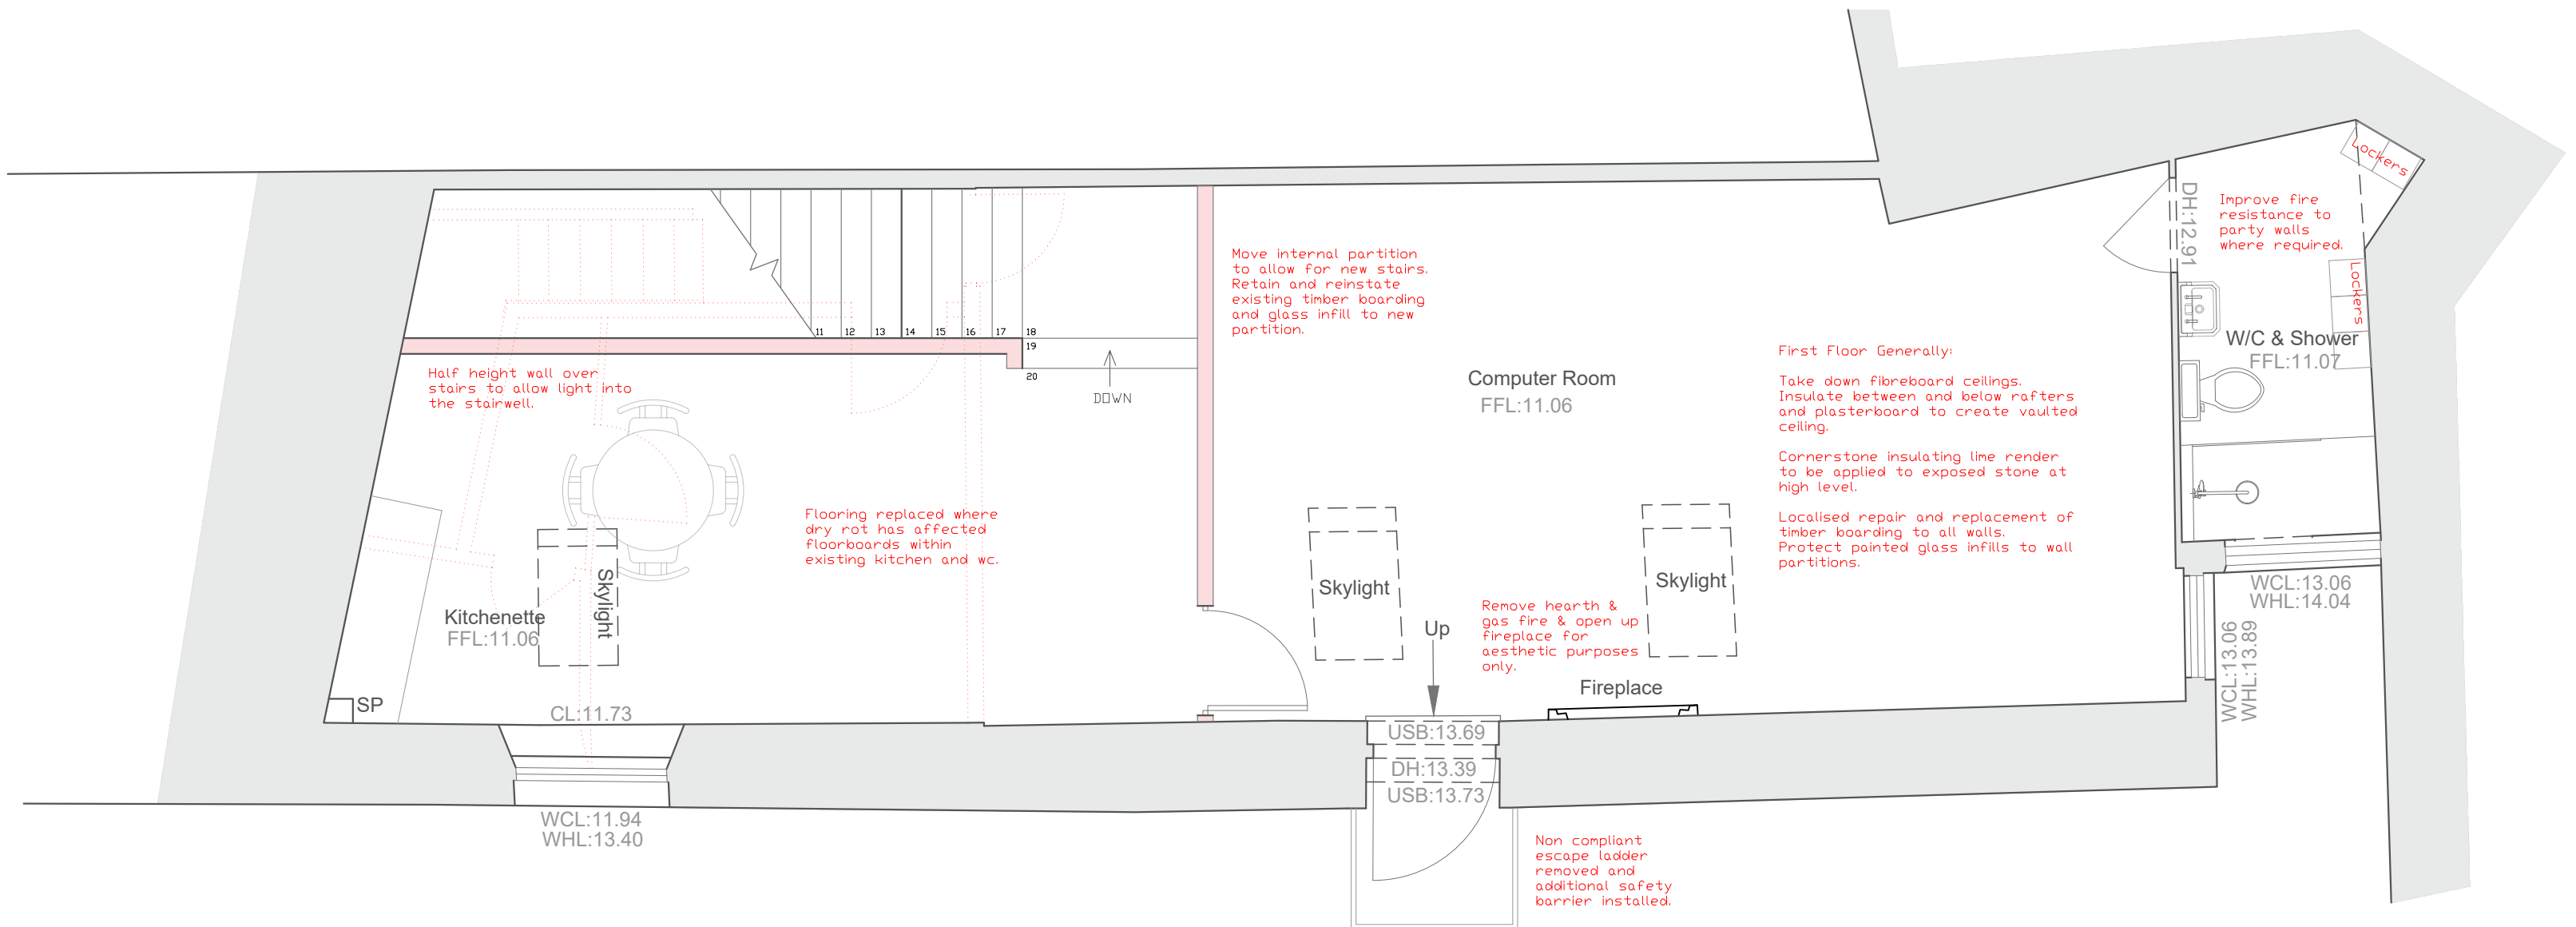 Lockers
DH:12.91
Improve fire
resistance to
party walls
where required.
Lockers
W/C & Shower
FFL:11.07
Move internal partition
to allow for new stairs.
Retain and reinstate
existing timber boarding
and glass infill to new
partition.
11 12 13 14 15 16 17 18
19
20
DOWN
Half height wall over
stairs to allow light into
the stairwell.
Computer Room
FFL:11.06
First Floor Generally:
Take down fibreboard ceilings.
Insulate between and below rafters
and plasterboard to create vaulted
ceiling.
Cornerstone insulating lime render
to be applied to exposed stone at
high level.
Localised repair and replacement of
timber boarding to all walls.
Protect painted glass infills to wall
partitions.
Flooring replaced where
dry rot has affected
floorboards within
existing kitchen and wc.
Skylight
Skylight
Skylight
Kitchenette
FFL:11.06
Remove hearth &
gas fire & open up
fireplace for
aesthetic purposes
only.
Up
Fireplace
SP
CL:11.73
USB:13.69
DH:13.39
USB:13.73
WCL:13.06
WHL:14.04
WCL:13.06
WHL:13.89
WCL:11.94
WHL:13.40
Non compliant
escape ladder
removed and
additional safety
barrier installed.